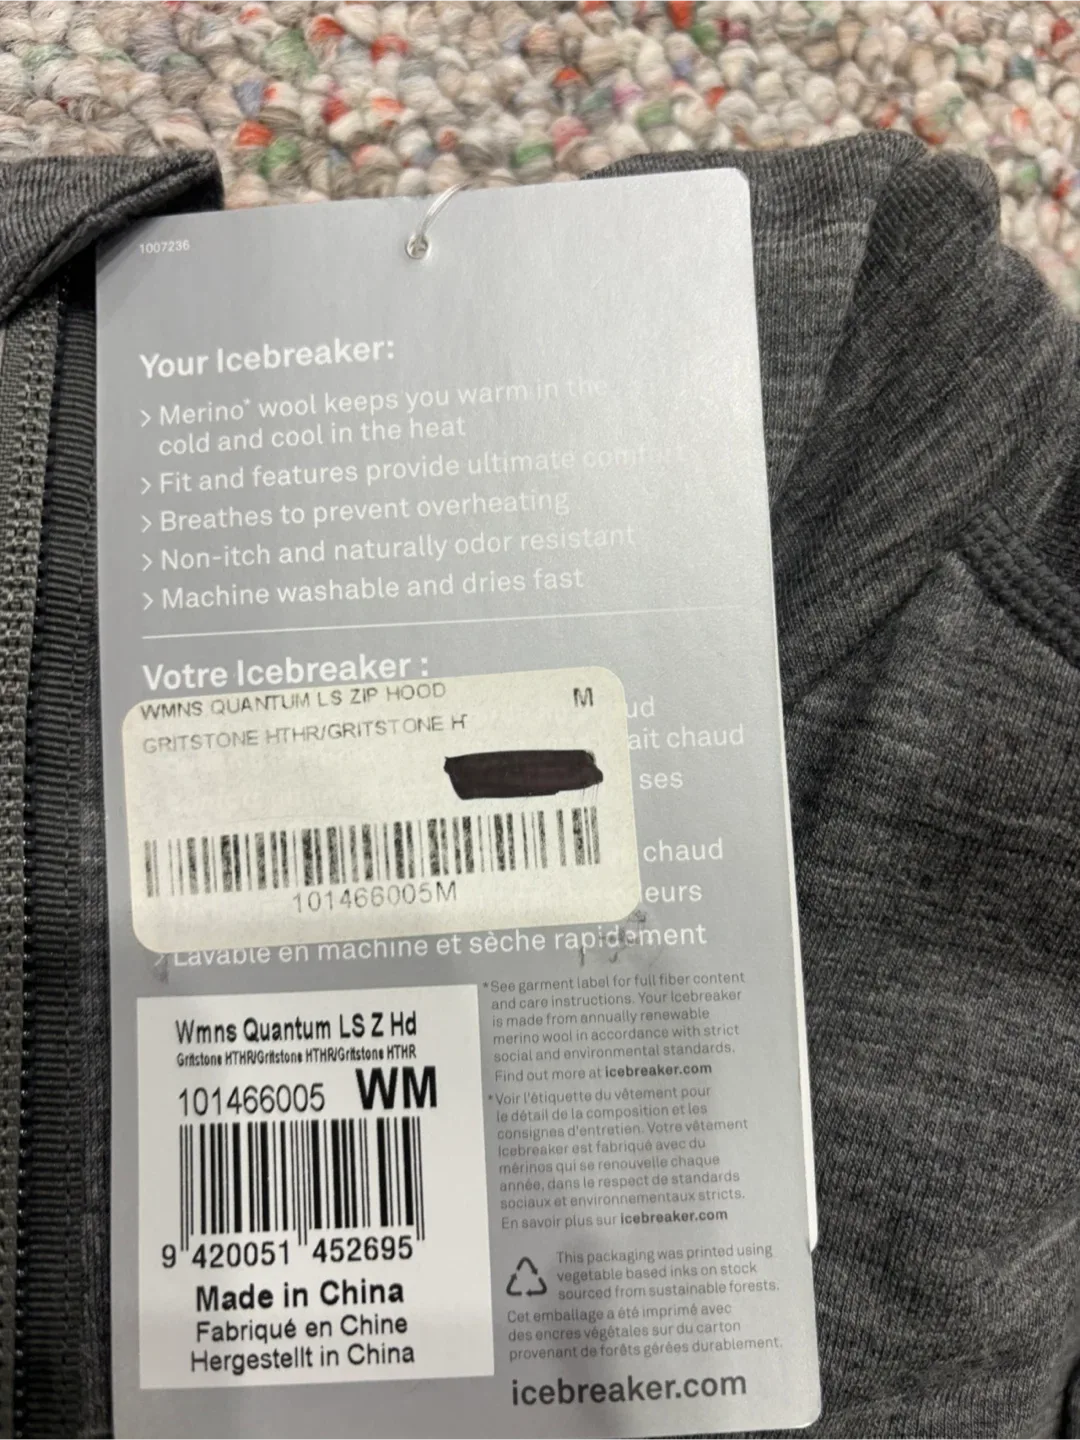 1007236
Your Icebreaker:
> Merino* wool keeps you warm in the
cold and cool in the heat
> Fit and features provide ultimate comfort
> Breathes to prevent overheating
> Non-itch and naturally odor resistant
> Machine washable and dries fast
Votre Icebreaker :
WMNS QUANTUM LS ZIP HOOD M
GRITSTONE HTHR/GRITSTONE H
ud
ait chaud
ses
101466005M
chaud
eurs
> Lavable en machine et sèche rapidement
Wmns Quantum LS Z Hd
Gritstone HTHR/Gritstone HTHR/Gritstone HTHR
101466005 WM
9 420051 452695
Made in China
Fabriqué en Chine
Hergestellt in China
*See garment label for full fiber content
and care instructions. Your Icebreaker
is made from annually renewable
merino wool in accordance with strict
social and environmental standards.
Find out more at icebreaker.com
*Voir l'étiquette du vêtement pour
le détail de la composition et les
consignes d'entretien. Votre vêtement
Icebreaker est fabriqué avec du
mérinos qui se renouvelle chaque
année, dans le respect de standards
sociaux et environnementaux stricts.
En savoir plus sur icebreaker.com
This packaging was printed using
vegetable based inks on stock
sourced from sustainable forests.
Cet emballage a été imprimé avec
des encres végétales sur du carton
provenant de forêts gérées durablement.
icebreaker.com